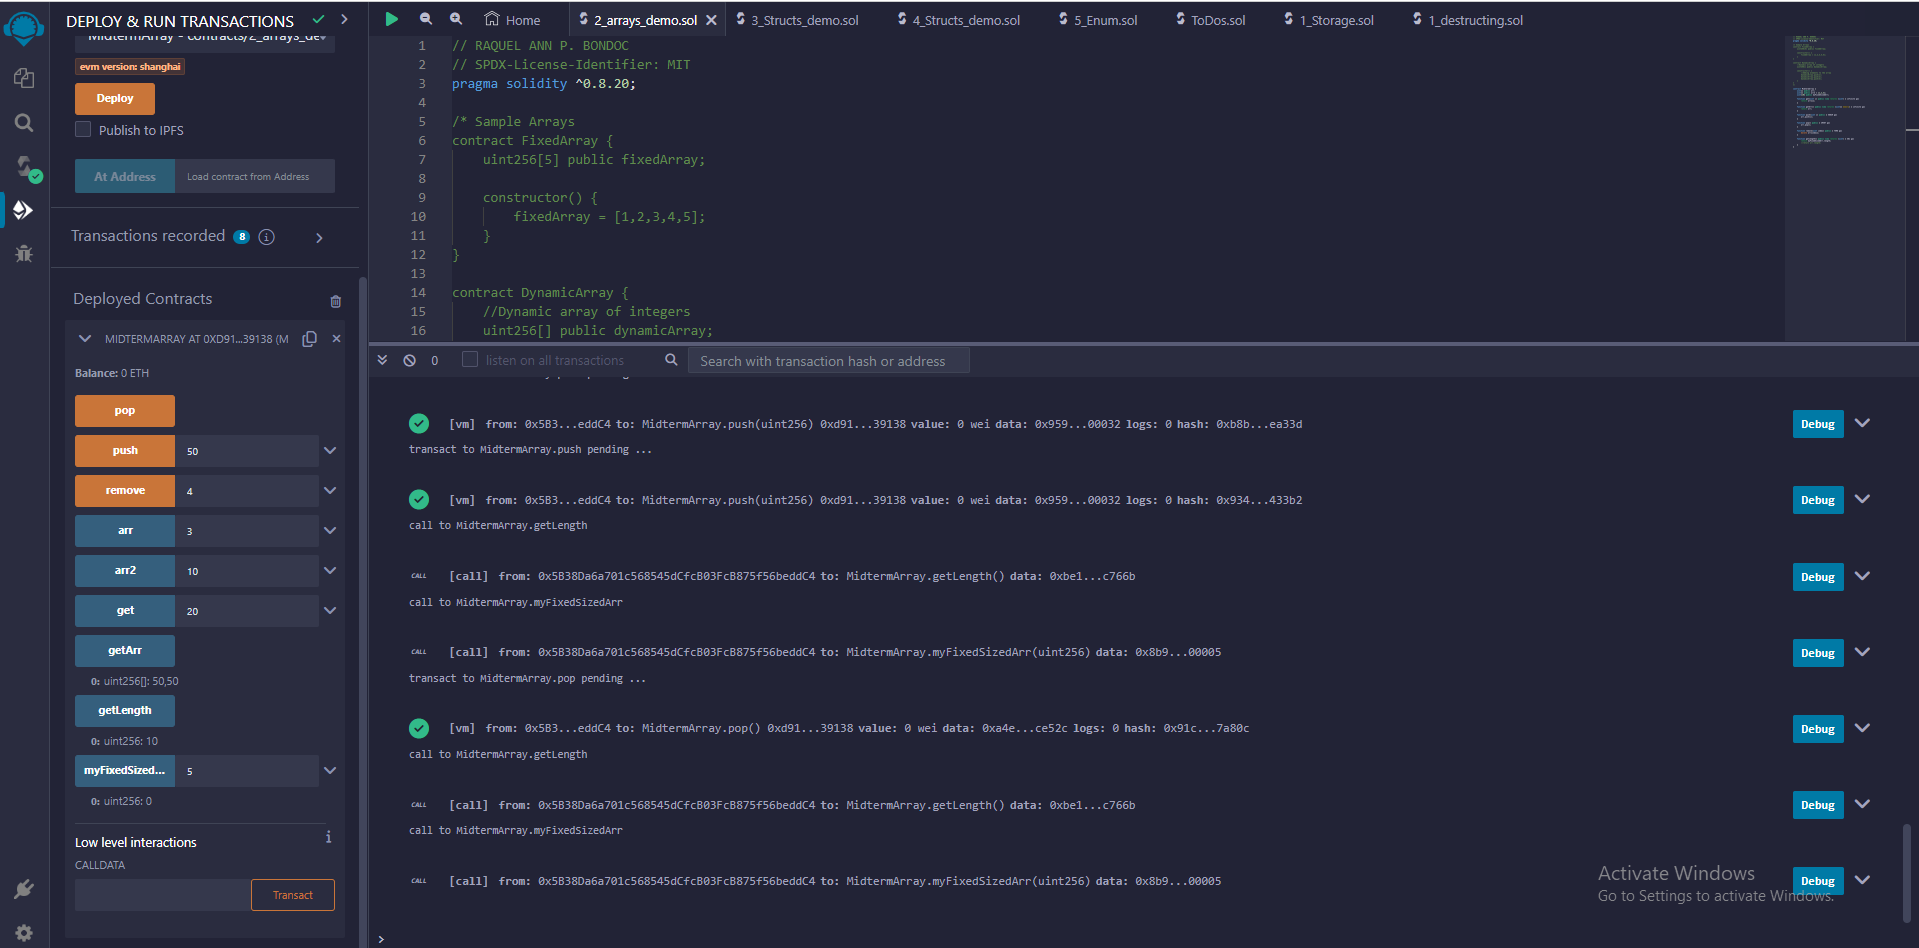 DEPLOY & RUN TRANSACTIONS
MidtermArray - contracts/2_arrays_de
evm version: shanghai
Deploy
Publish to IPFS
At Address
Load contract from Address
Transactions recorded 8 i
Deployed Contracts
MIDTERMARRAY AT 0XD91...39138 (M
Balance: 0 ETH
pop
push 50
remove 4
arr 3
arr2 10
get 20
getArr
0: uint256[]: 50,50
getLength
0: uint256: 10
myFixedSized... 5
0: uint256: 0
Low level interactions i
CALLDATA
Transact
Home
2_arrays_demo.sol
3_Structs_demo.sol
4_Structs_demo.sol
5_Enum.sol
ToDos.sol
1_Storage.sol
1_destructing.sol
1 // RAQUEL ANN P. BONDOC
2 // SPDX-License-Identifier: MIT
3 pragma solidity ^0.8.20;
4
5 /* Sample Arrays
6 contract FixedArray {
7 uint256[5] public fixedArray;
8
9 constructor() {
10 fixedArray = [1,2,3,4,5];
11 }
12 }
13
14 contract DynamicArray {
15 //Dynamic array of integers
16 uint256[] public dynamicArray;
0 listen on all transactions
Search with transaction hash or address
[vm] from: 0x5B3...eddC4 to: MidtermArray.push(uint256) 0xd91...39138 value: 0 wei data: 0x959...00032 logs: 0 hash: 0xb8b...ea33d
Debug
transact to MidtermArray.push pending ...
[vm] from: 0x5B3...eddC4 to: MidtermArray.push(uint256) 0xd91...39138 value: 0 wei data: 0x959...00032 logs: 0 hash: 0x934...433b2
Debug
call to MidtermArray.getLength
CALL [call] from: 0x5B38Da6a701c568545dCfcB03FcB875f56beddC4 to: MidtermArray.getLength() data: 0xbe1...c766b
Debug
call to MidtermArray.myFixedSizedArr
CALL [call] from: 0x5B38Da6a701c568545dCfcB03FcB875f56beddC4 to: MidtermArray.myFixedSizedArr(uint256) data: 0x8b9...00005
Debug
transact to MidtermArray.pop pending ...
[vm] from: 0x5B3...eddC4 to: MidtermArray.pop() 0xd91...39138 value: 0 wei data: 0xa4e...ce52c logs: 0 hash: 0x91c...7a80c
Debug
call to MidtermArray.getLength
CALL [call] from: 0x5B38Da6a701c568545dCfcB03FcB875f56beddC4 to: MidtermArray.getLength() data: 0xbe1...c766b
Debug
call to MidtermArray.myFixedSizedArr
CALL [call] from: 0x5B38Da6a701c568545dCfcB03FcB875f56beddC4 to: MidtermArray.myFixedSizedArr(uint256) data: 0x8b9...00005
Debug
Activate Windows
Go to Settings to activate Windows.
>